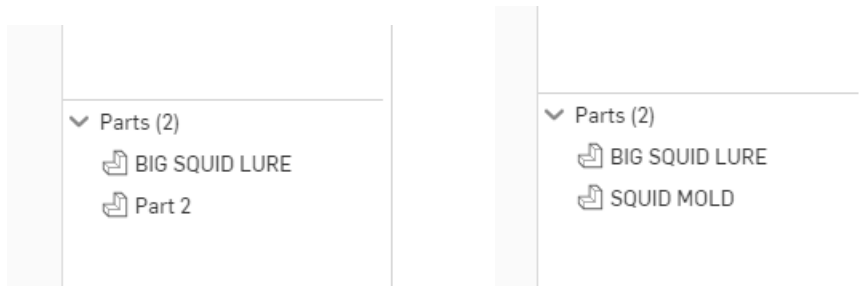 Parts (2)
BIG SQUID LURE
Part 2
Parts (2)
BIG SQUID LURE
SQUID MOLD